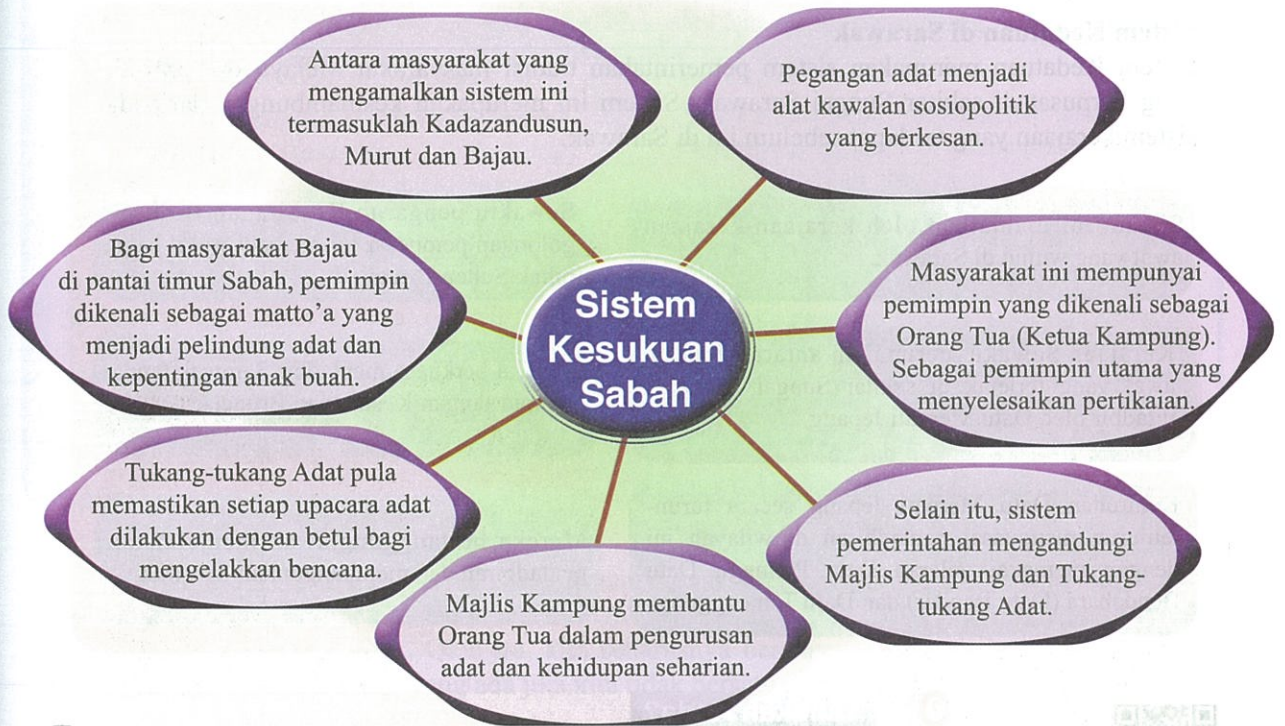 Antara masyarakat yang
mengamalkan sistem ini
termasuklah Kadazandusun,
Murut dan Bajau.
Pegangan adat menjadi
alat kawalan sosiopolitik
yang berkesan.
Bagi masyarakat Bajau
di pantai timur Sabah, pemimpin
dikenali sebagai matto'a yang
menjadi pelindung adat dan
kepentingan anak buah.
Sistem
Kesukuan
Sabah
Masyarakat ini mempunyai
pemimpin yang dikenali sebagai
Orang Tua (Ketua Kampung).
Sebagai pemimpin utama yang
menyelesaikan pertikaian.
Tukang-tukang Adat pula
memastikan setiap upacara adat
dilakukan dengan betul bagi
mengelakkan bencana.
Selain itu, sistem
pemerintahan mengandungi
Majlis Kampung dan Tukang-
tukang Adat.
Majlis Kampung membantu
Orang Tua dalam pengurusan
adat dan kehidupan seharian.